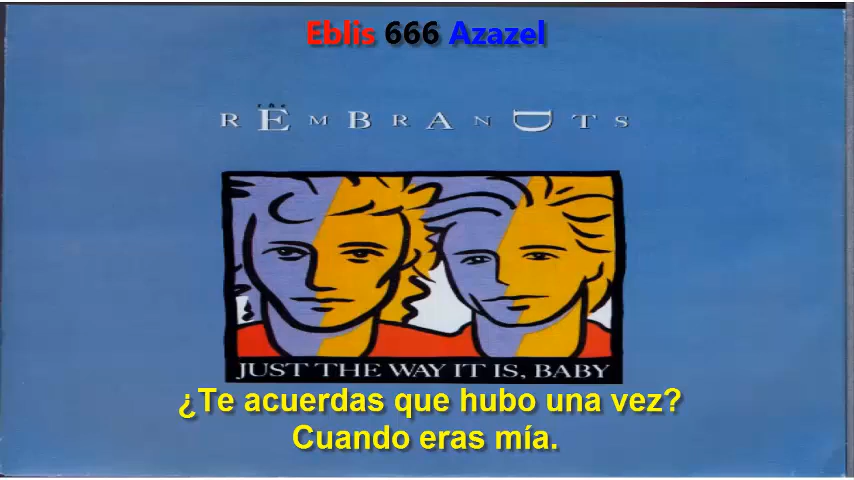 Eblis 666 Azazel
the
REMBRANDTS
JUST THE WAY IT IS, BABY
¿Te acuerdas que hubo una vez?
Cuando eras mía.